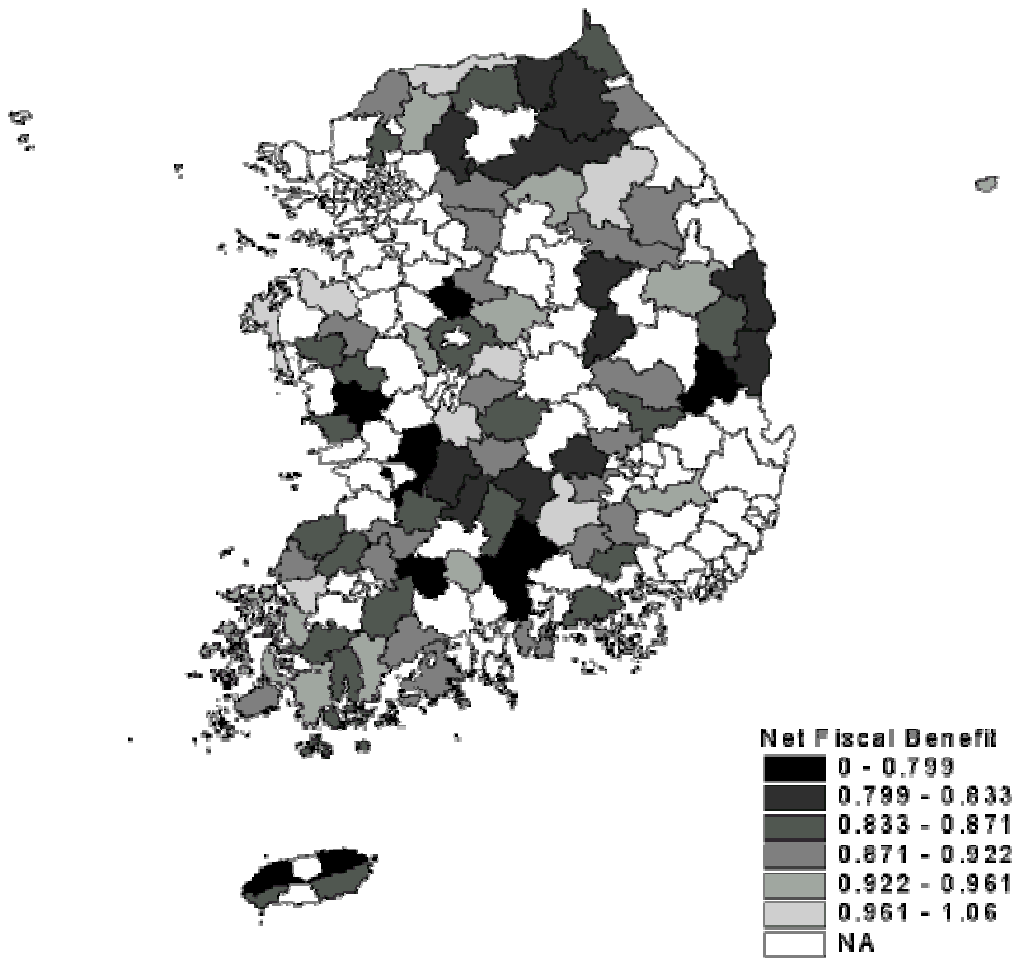 Net Fiscal Benefit
0 - 0.799
0.799 - 0.833
0.833 - 0.871
0.871 - 0.922
0.922 - 0.961
0.961 - 1.06
NA